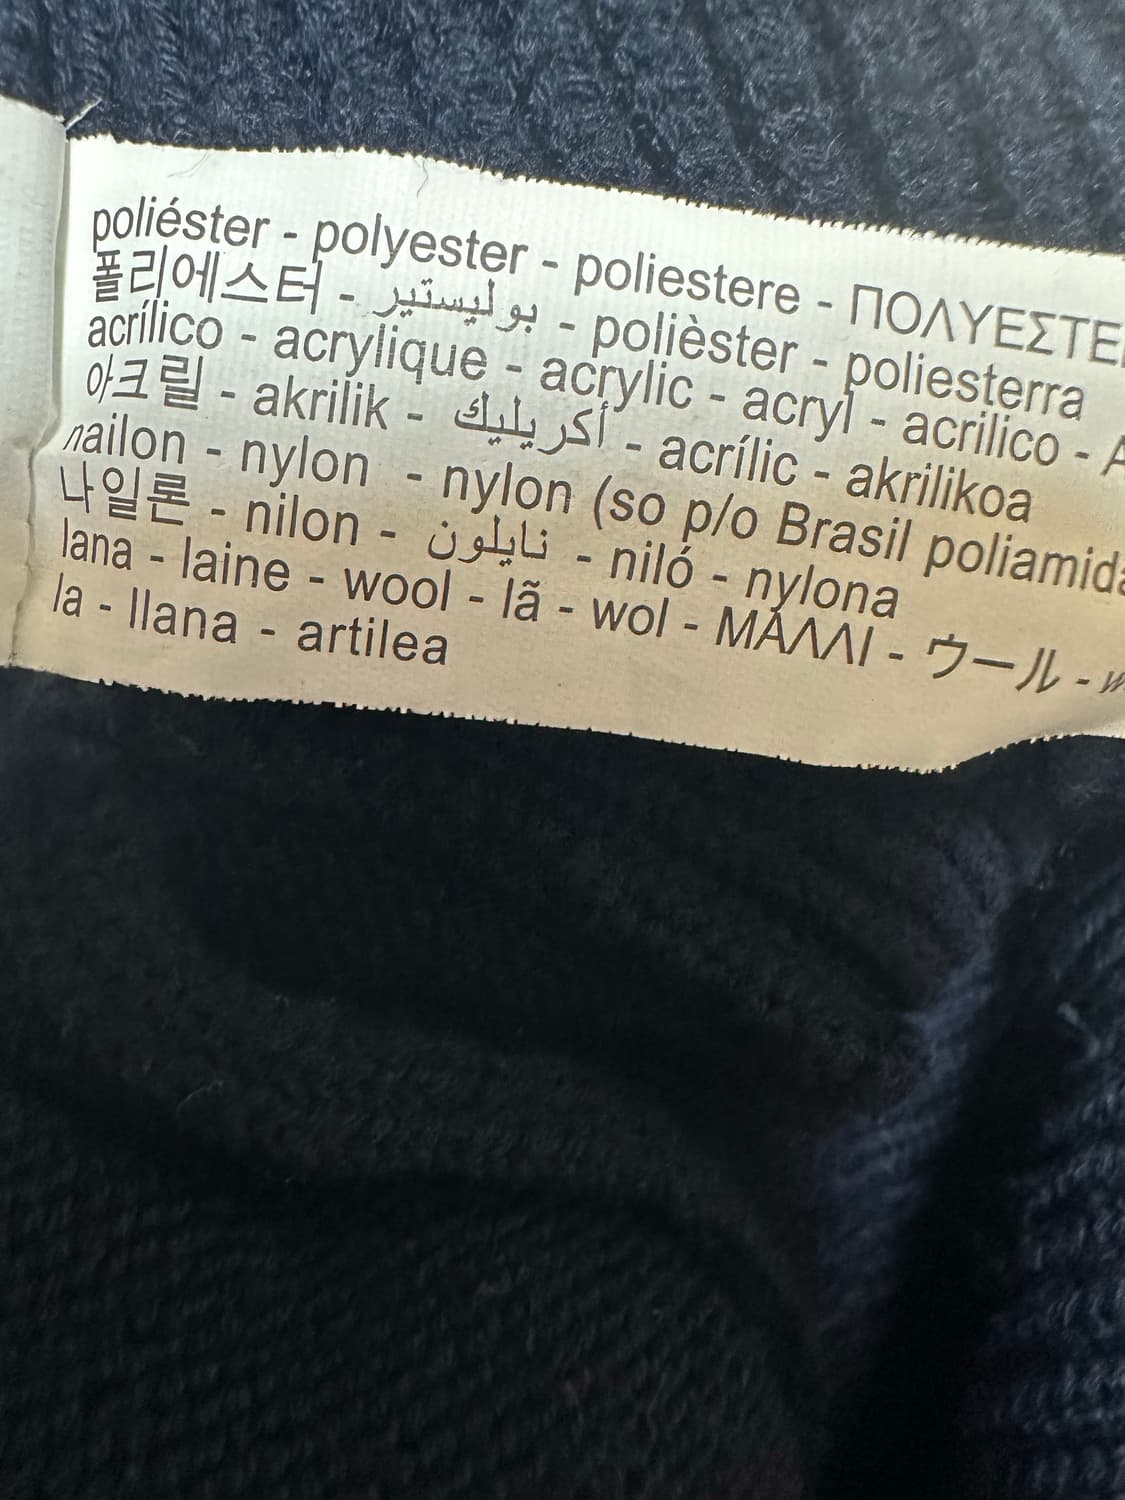 poliéster - polyester - poliestere - ΠΟΛΥΕΣΤΕ
폴리에스터 - بوليستير - polièster - poliesterra
acrílico - acrylique - acrylic - acryl - acrilico -
아크릴 - akrilik - أكريليك - acrílic - akrilikoa
nailon - nylon - nylon (so p/o Brasil poliamida
나일론 - nilon - نايلون - niló - nylona
lana - laine - wool - lã - wol - ΜΑΛΛΙ - ウール -
la - llana - artilea